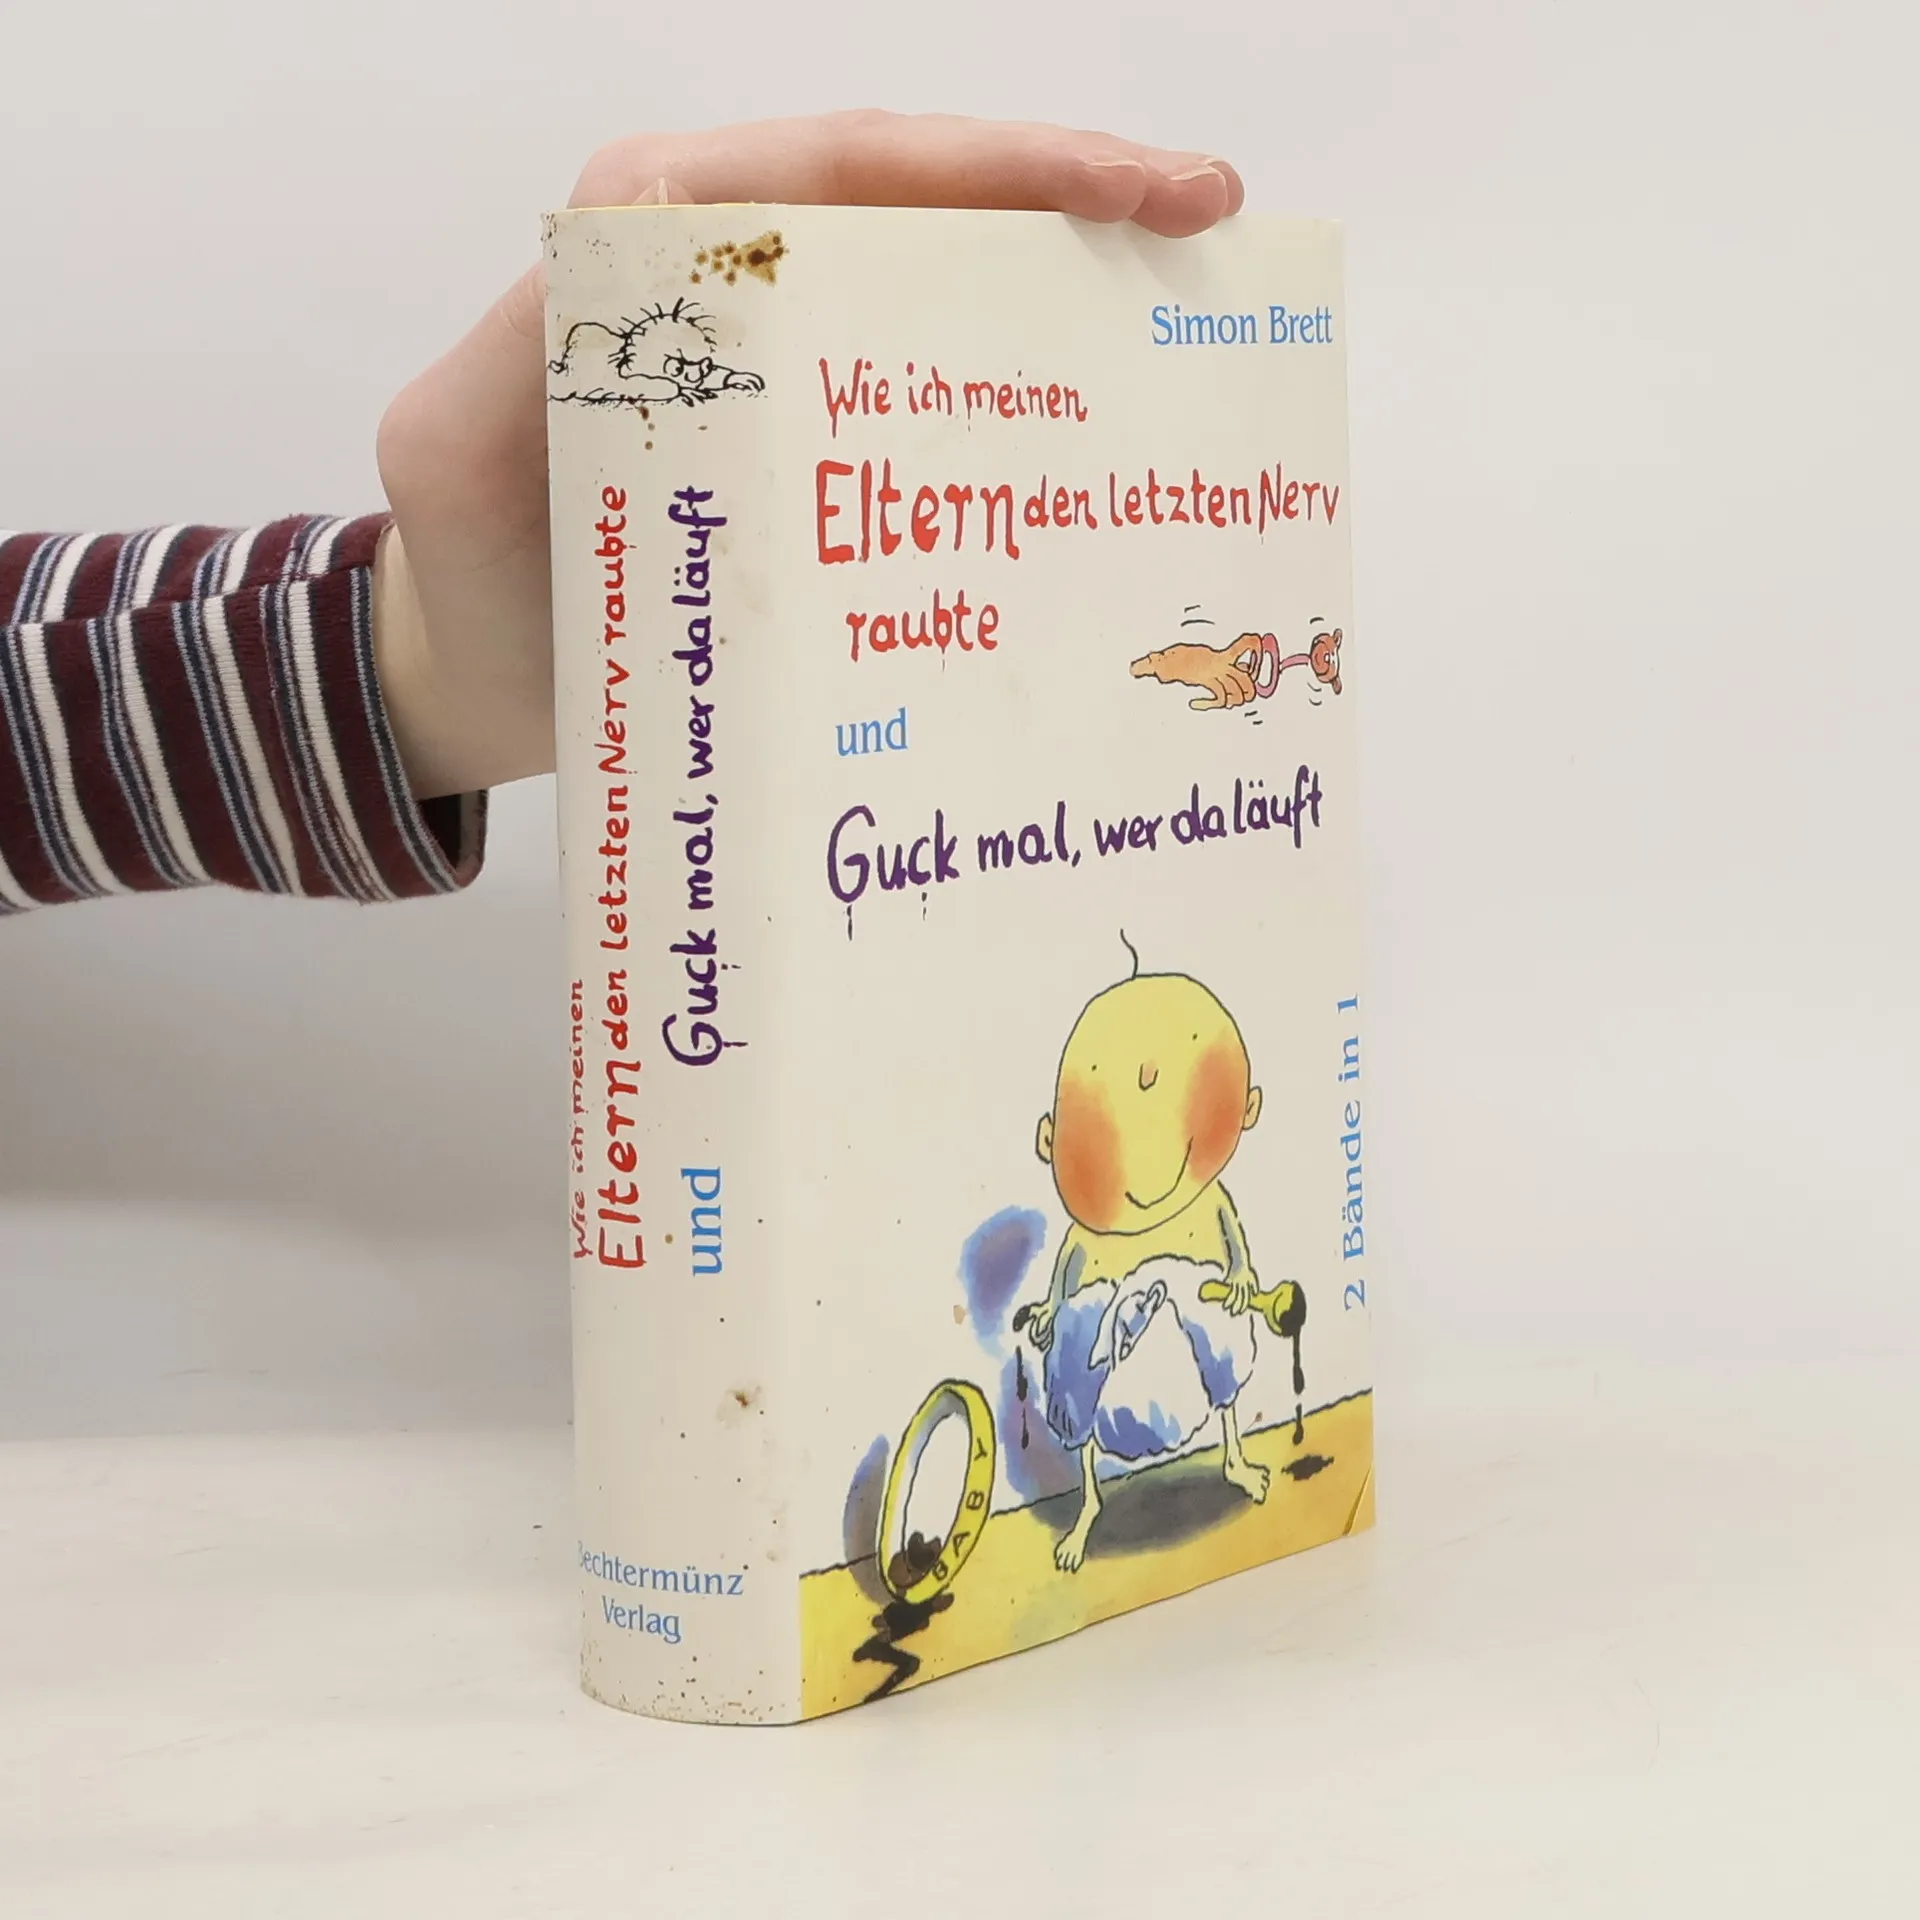 Simon Brett
Wie ich meinen
Eltern den letzten Nerv
raubte
und
Guck mal, wer da läuft
2 Bände in 1
BABY
Wie ich meinen
Eltern den letzten Nerv raubte
und Guck mal, wer da läuft
Bechtermünz
Verlag